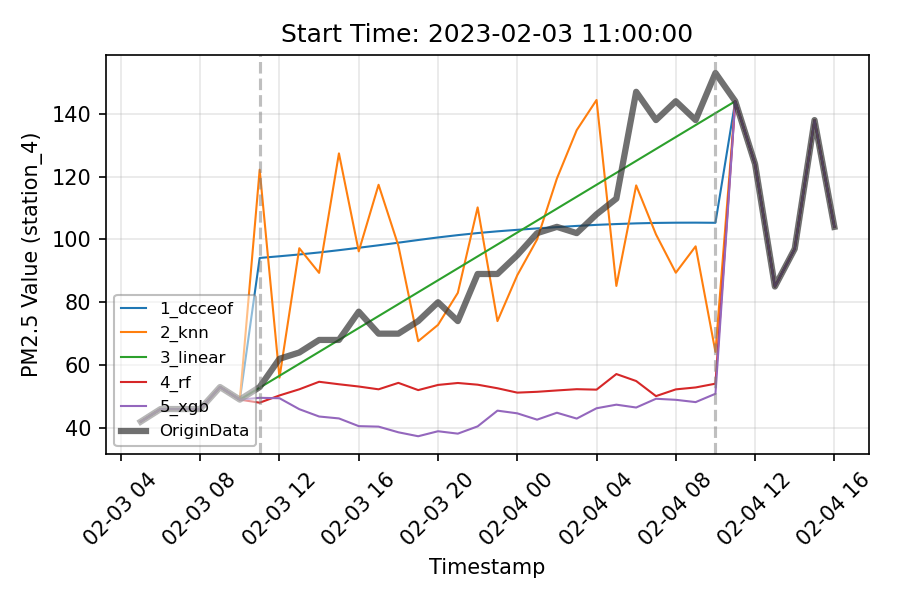 Start Time: 2023-02-03 11:00:00
PM2.5 Value (station_4)
140
120
100
80
60
40
1_dcceof
2_knn
3_linear
4_rf
5_xgb
OriginData
02-03 04
02-03 08
02-03 12
02-03 16
02-03 20
02-04 00
02-04 04
02-04 08
02-04 12
02-04 16
Timestamp